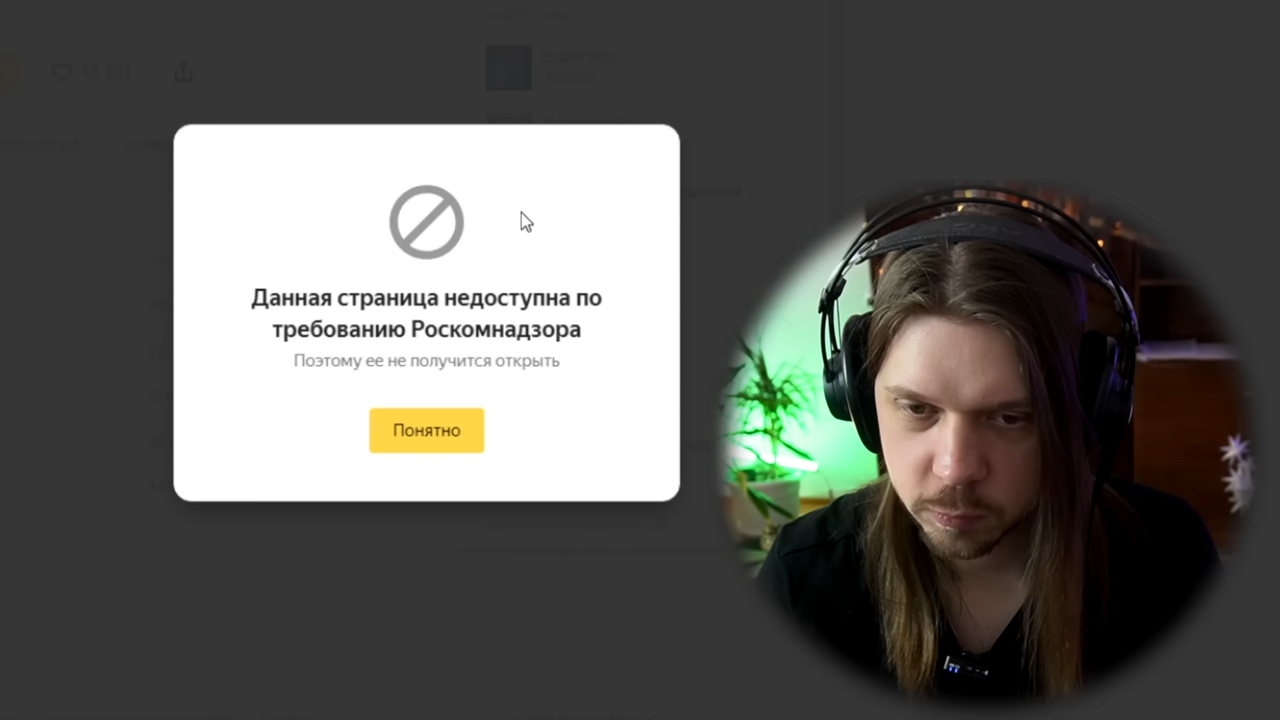 Данная страница недоступна по
требованию Роскомнадзора
Поэтому ее не получится открыть
Понятно